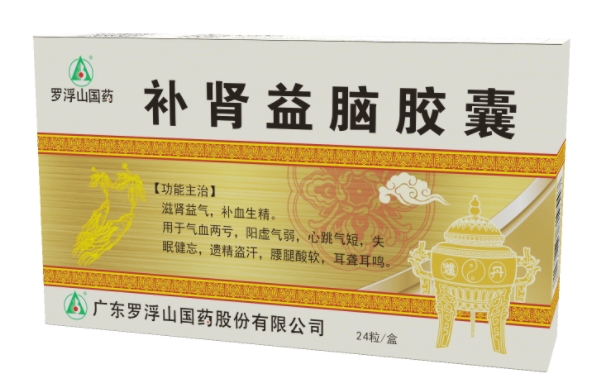 罗浮山国药
补肾益脑胶囊
【功能主治】
滋肾益气，补血生精。
用于气血两亏，阳虚气弱，心跳气短，失
眠健忘，遗精盗汗，腰腿酸软，耳聋耳鸣。
广东罗浮山国药股份有限公司
24粒/盒